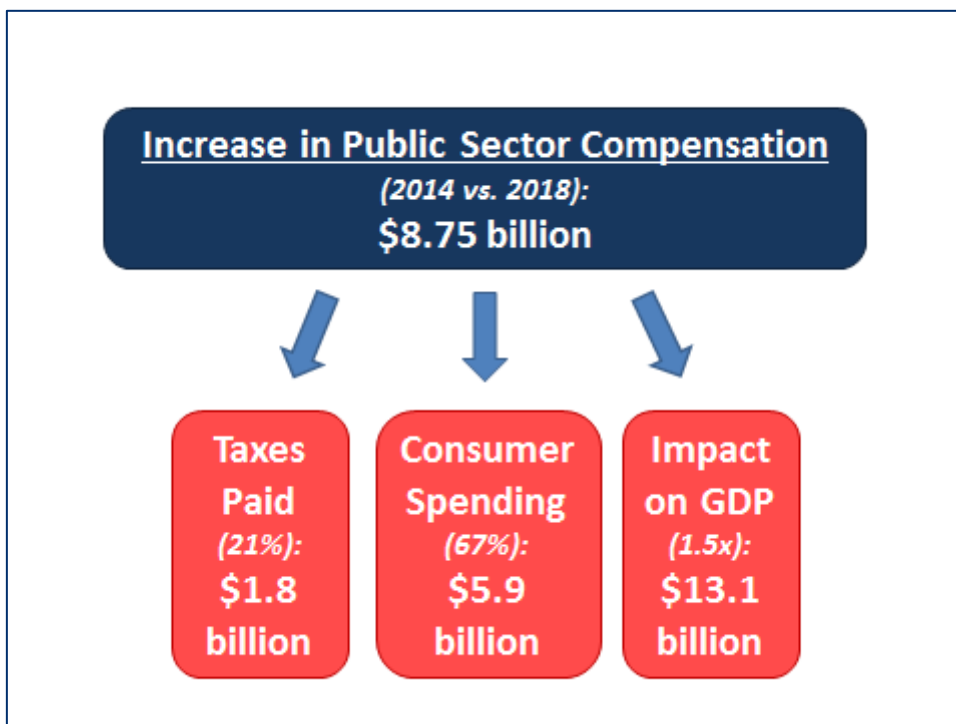 Increase in Public Sector Compensation
(2014 vs. 2018):
$8.75 billion
Taxes
Paid
(21%):
$1.8
billion
Consumer
Spending
(67%):
$5.9
billion
Impact
on GDP
(1.5x):
$13.1
billion